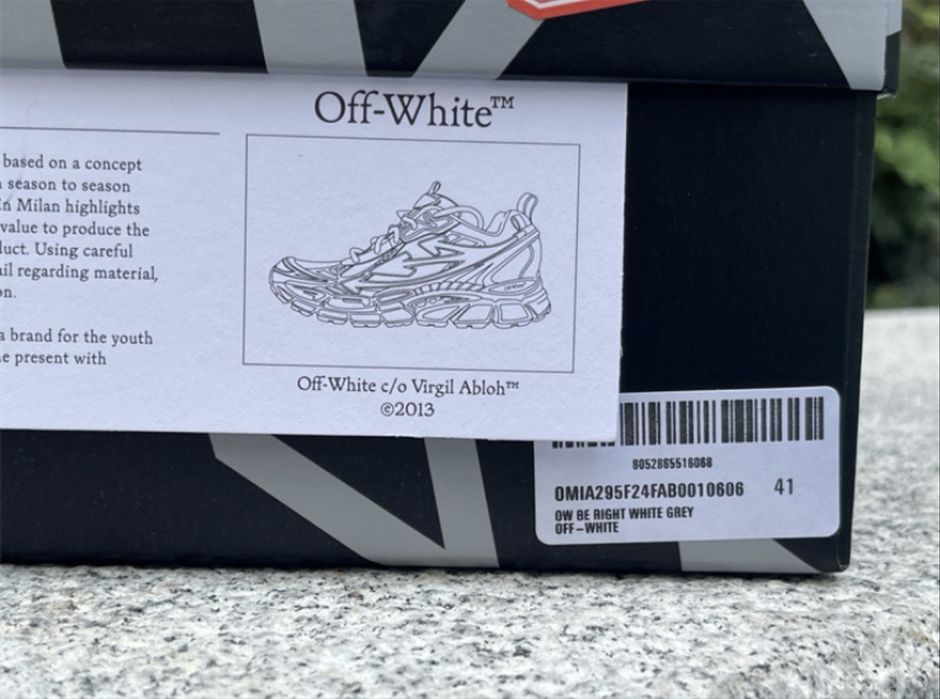 Off-White™
based on a concept
season to season
in Milan highlights
value to produce the
duct. Using careful
ail regarding material,
on.
a brand for the youth
e present with
Off-White c/o Virgil Abloh™
©2013
8052865516068
OMIA295F24FAB0010606 41
OW BE RIGHT WHITE GREY
OFF-WHITE